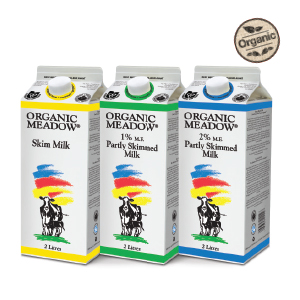 Organic
ORGANIC
MEADOW®
Skim Milk
2 Litres
ORGANIC
MEADOW®
1% M.F.
Partly Skimmed
Milk
2 Litres
ORGANIC
MEADOW®
2% M.F.
Partly Skimmed
Milk
2 Litres